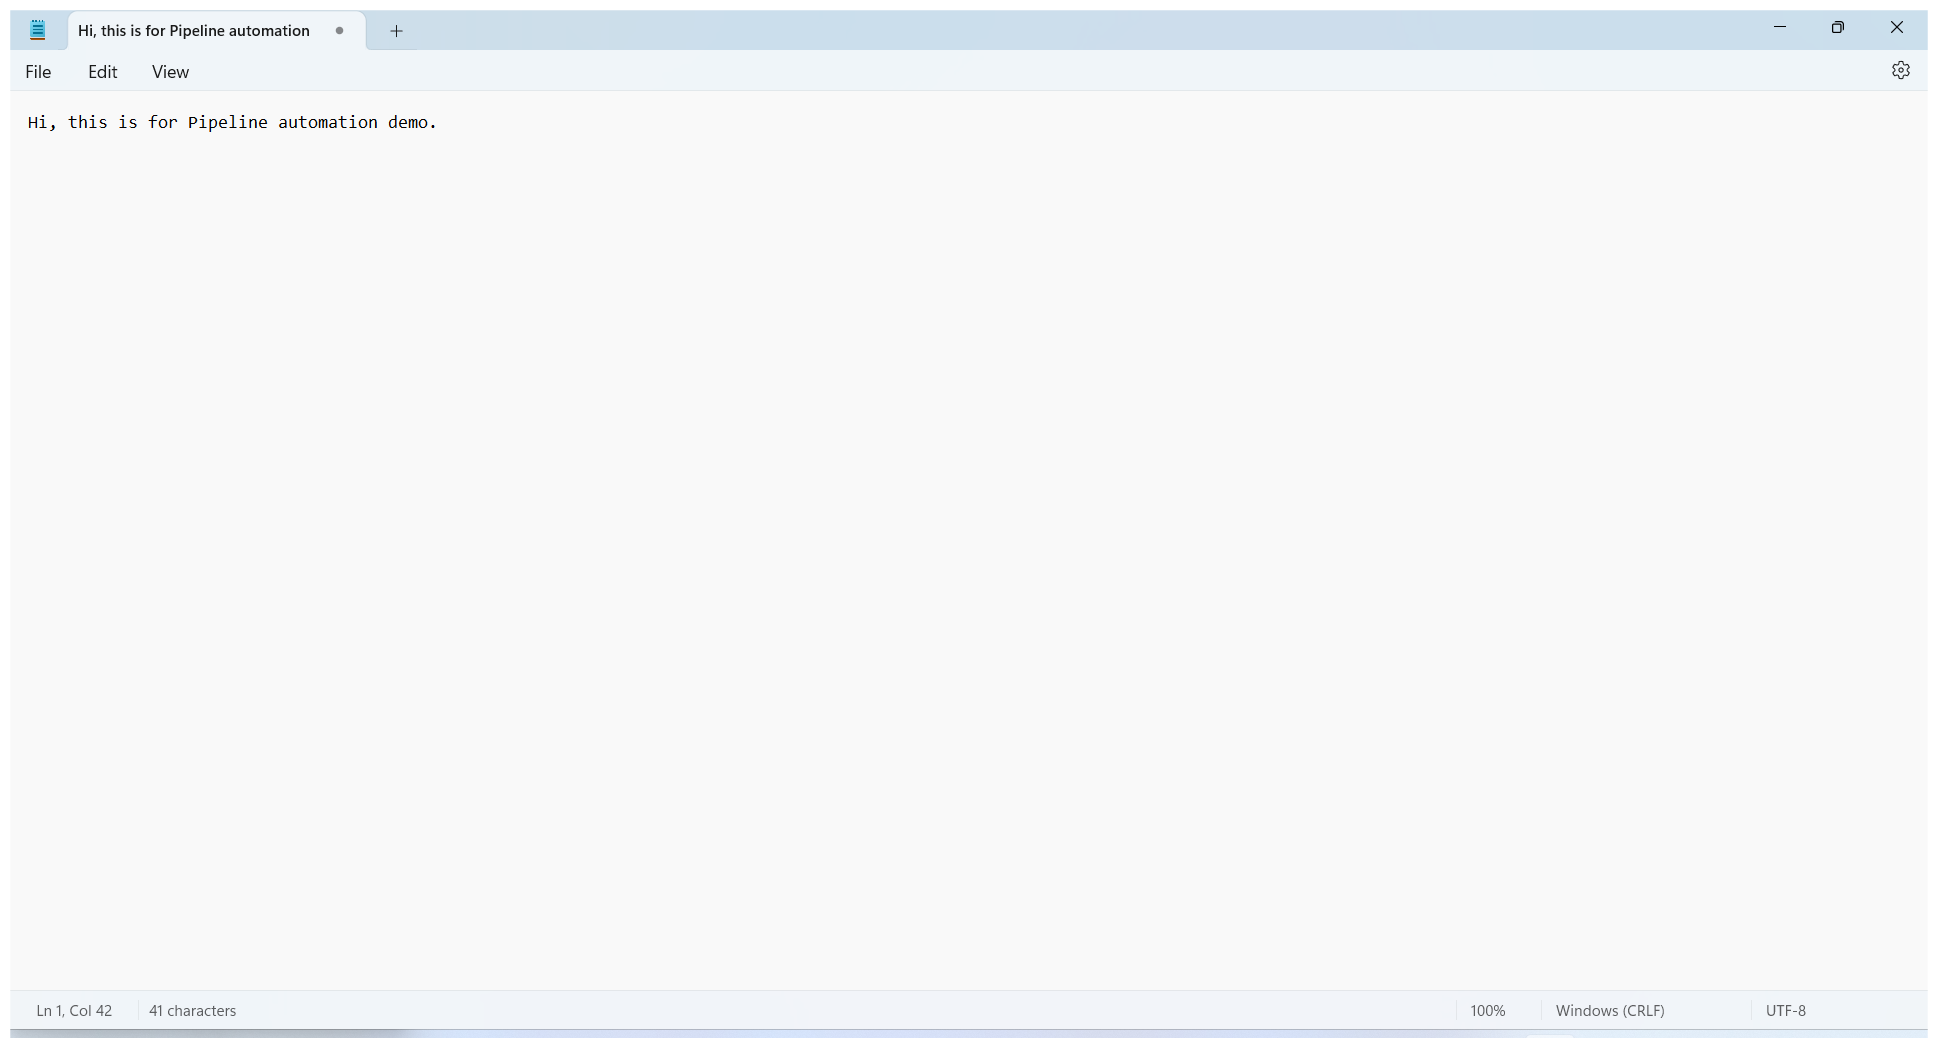 Hi, this is for Pipeline automation
File Edit View
Hi, this is for Pipeline automation demo.
Ln 1, Col 42 41 characters 100% Windows (CRLF) UTF-8